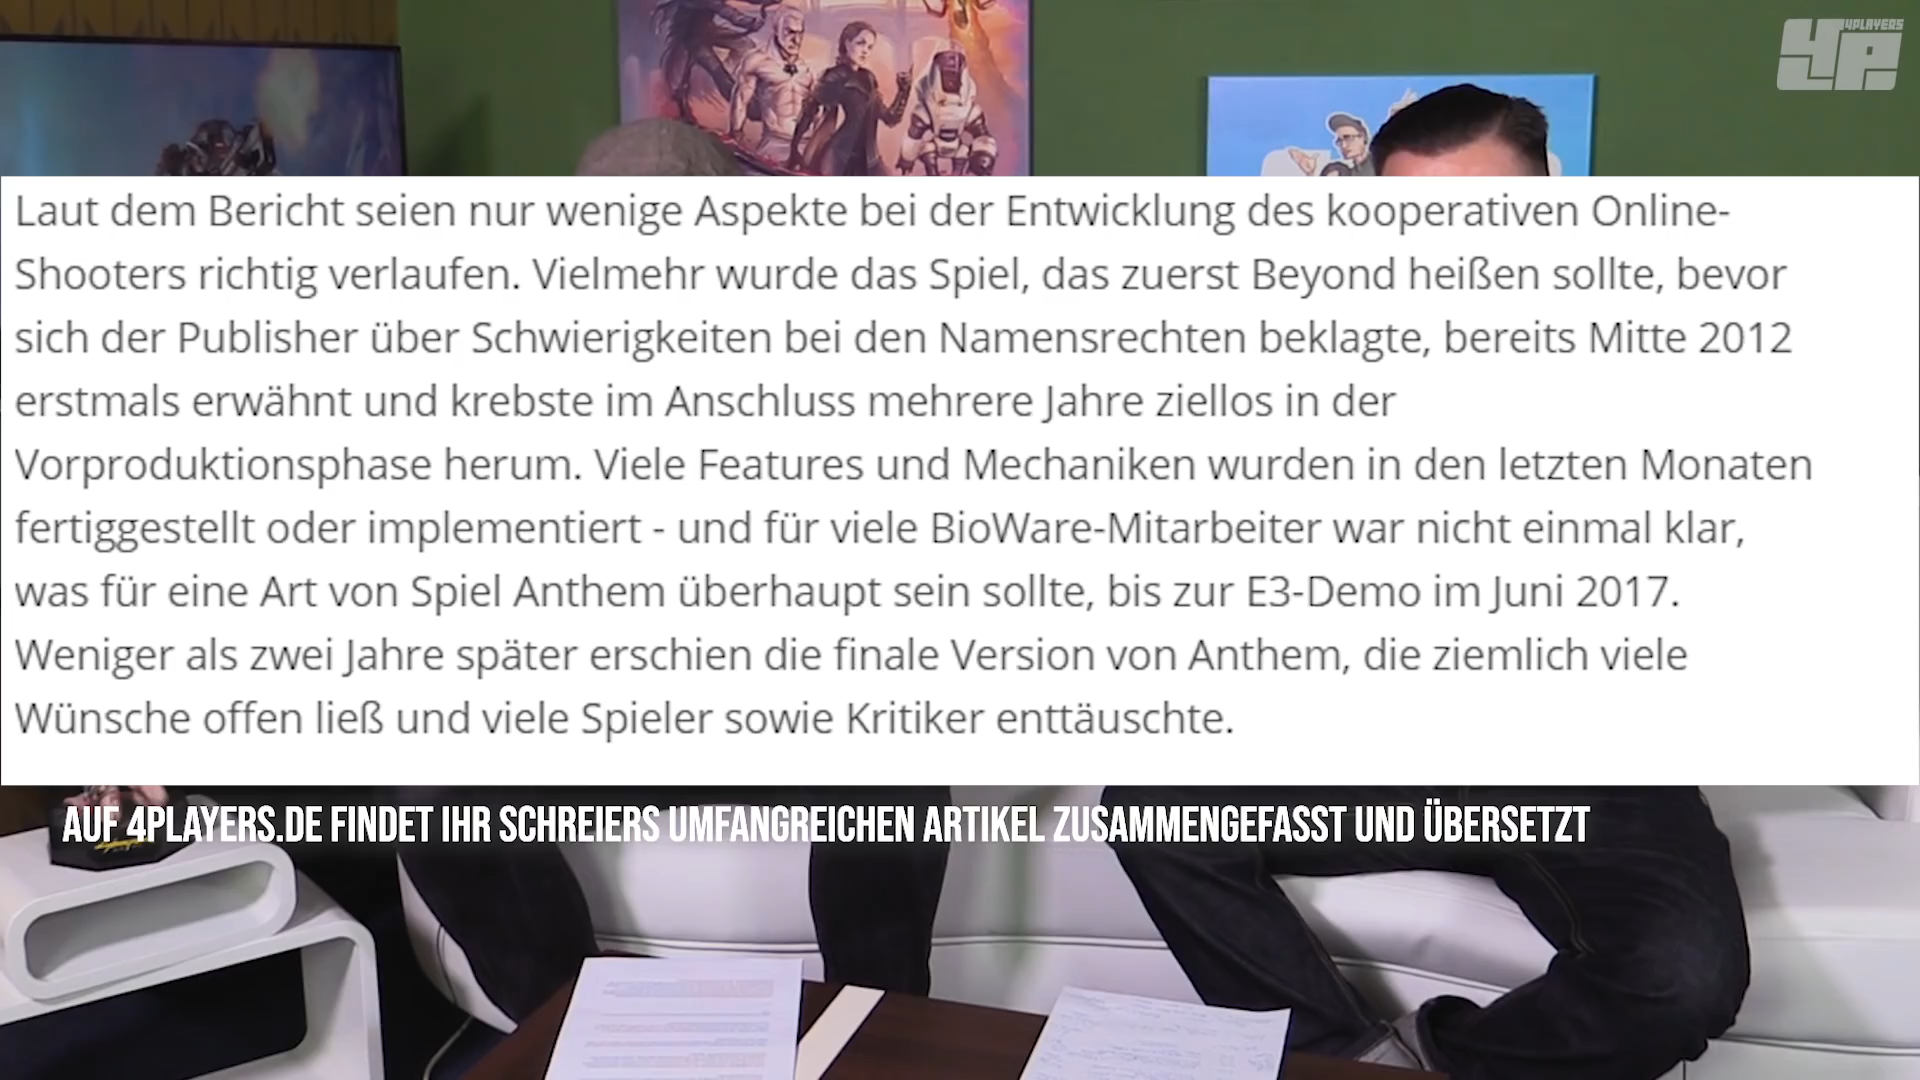 4PLAYERS
4P
Laut dem Bericht seien nur wenige Aspekte bei der Entwicklung des kooperativen Online-
Shooters richtig verlaufen. Vielmehr wurde das Spiel, das zuerst Beyond heißen sollte, bevor
sich der Publisher über Schwierigkeiten bei den Namensrechten beklagte, bereits Mitte 2012
erstmals erwähnt und krebste im Anschluss mehrere Jahre ziellos in der
Vorproduktionsphase herum. Viele Features und Mechaniken wurden in den letzten Monaten
fertiggestellt oder implementiert - und für viele BioWare-Mitarbeiter war nicht einmal klar,
was für eine Art von Spiel Anthem überhaupt sein sollte, bis zur E3-Demo im Juni 2017.
Weniger als zwei Jahre später erschien die finale Version von Anthem, die ziemlich viele
Wünsche offen ließ und viele Spieler sowie Kritiker enttäuschte.
AUF 4PLAYERS.DE FINDET IHR SCHREIERS UMFANGREICHEN ARTIKEL ZUSAMMENGEFASST UND ÜBERSETZT